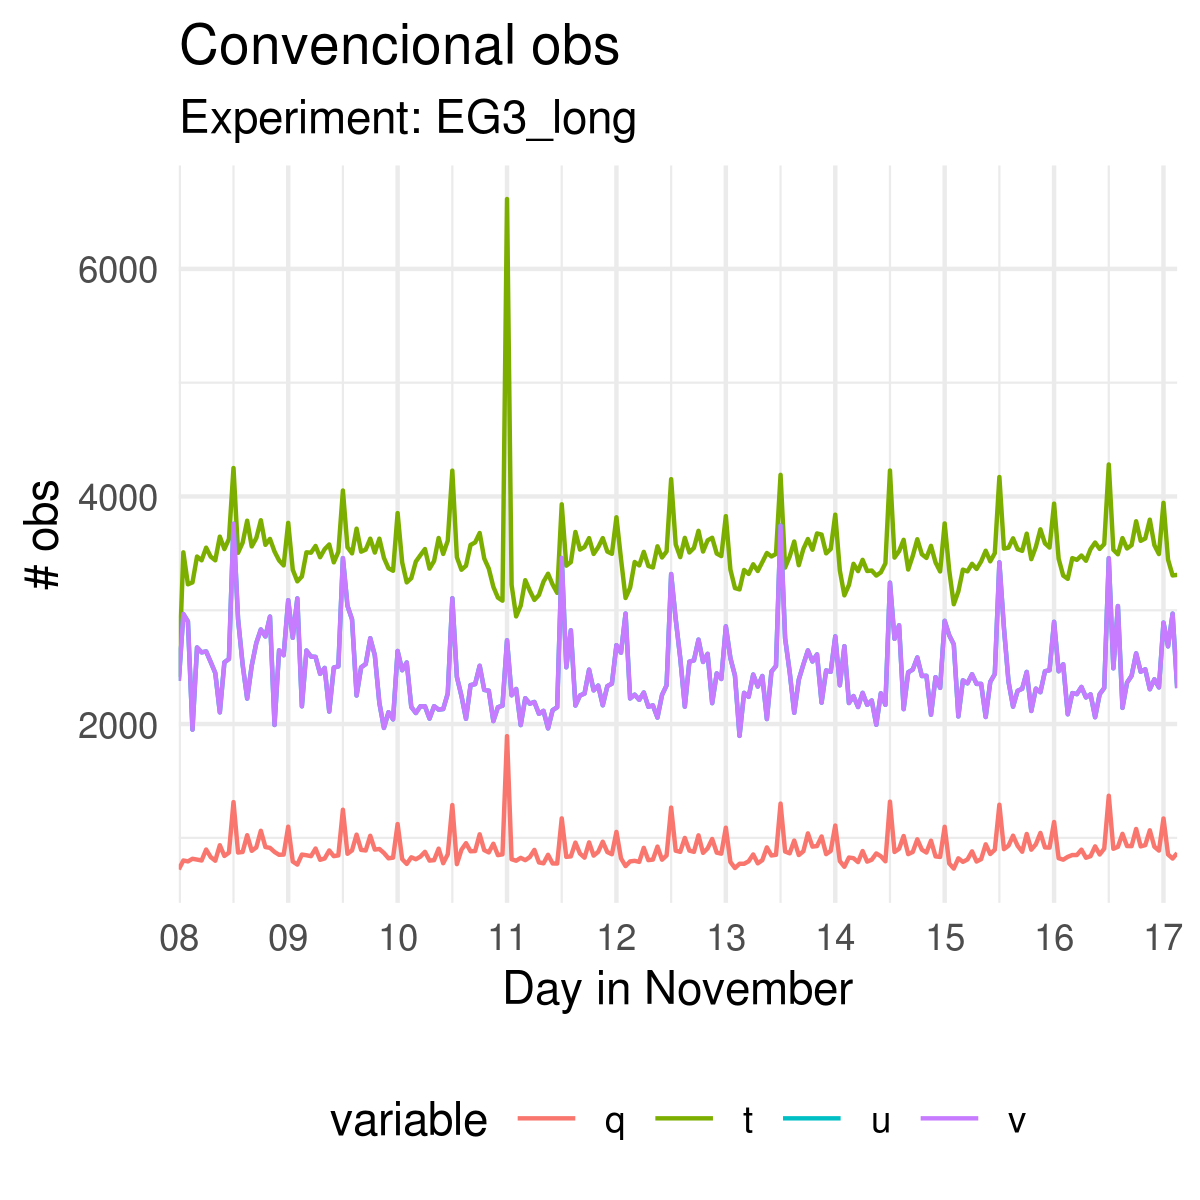 Convencional obs
Experiment: EG3_long
6000
4000
2000
# obs
08 09 10 11 12 13 14 15 16 17
Day in November
variable q t u v